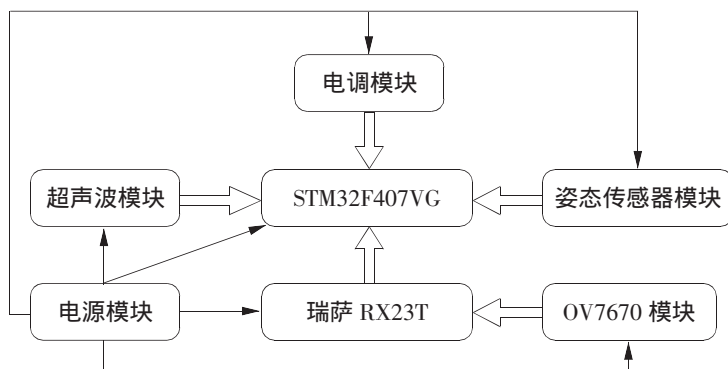 电调模块
超声波模块
STM32F407VG
姿态传感器模块
电源模块
瑞萨 RX23T
OV7670 模块